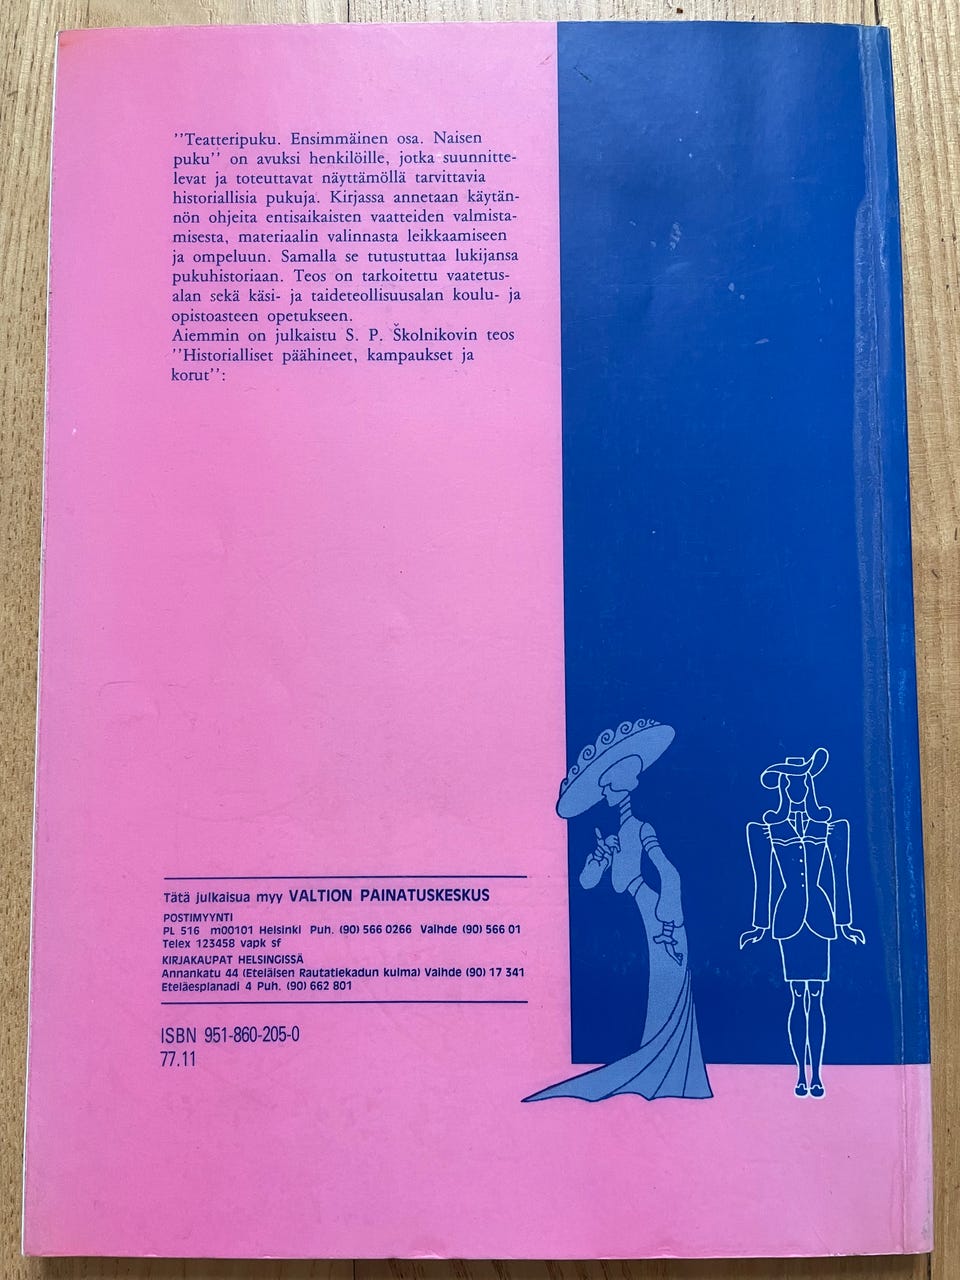 ''Teatteripuku. Ensimmäinen osa. Naisen
puku'' on avuksi henkilöille, jotka suunnitte-
levat ja toteuttavat näyttämöllä tarvittavia
historiallisia pukuja. Kirjassa annetaan käytän-
nön ohjeita entisaikaisten vaatteiden valmista-
misesta, materiaalin valinnasta leikkaamiseen
ja ompeluun. Samalla se tutustuttaa lukijansa
pukuhistoriaan. Teos on tarkoitettu vaatetus-
alan sekä käsi- ja taideteollisuusalan koulu- ja
opistoasteen opetukseen.
Aiemmin on julkaistu S. P. Školnikovin teos
''Historialliset päähineet, kampaukset ja
korut'':
Tätä julkaisua myy VALTION PAINATUSKESKUS
POSTIMYYNTI
PL 516 m00101 Helsinki Puh. (90) 566 0266 Vaihde (90) 566 01
Telex 123458 vapk sf
KIRJAKAUPAT HELSINGISSÄ
Annankatu 44 (Eteläisen Rautatiekadun kulma) Vaihde (90) 17 341
Eteläesplanadi 4 Puh. (90) 662 801
ISBN 951-860-205-0
77.11